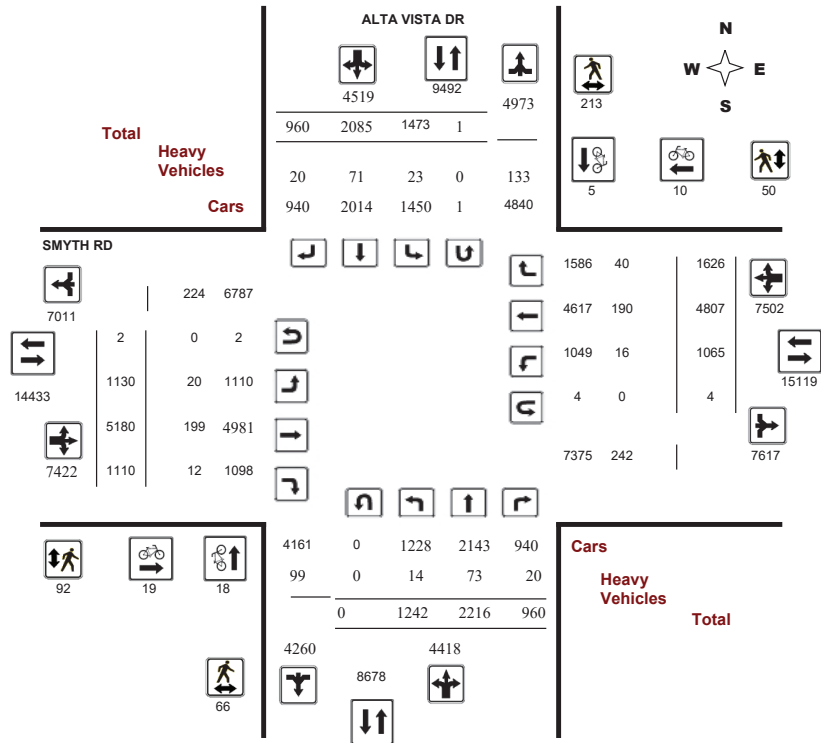 ALTA VISTA DR
N
W E
S
4519 9492 4973 213
960 2085 1473 1
Total
Heavy
Vehicles
Cars
20 71 23 0 133
940 2014 1450 1 4840
5 10 50
SMYTH RD
7011
224 6787
2 0 2
14433
1130 20 1110
5180 199 4981
7422
1110 12 1098
1586 40 1626
7502
4617 190 4807
1049 16 1065
15119
4 0 4
7375 242
7617
92 19 18
66
4161 0 1228 2143 940
99 0 14 73 20
0 1242 2216 960
4260 8678 4418
Cars
Heavy
Vehicles
Total